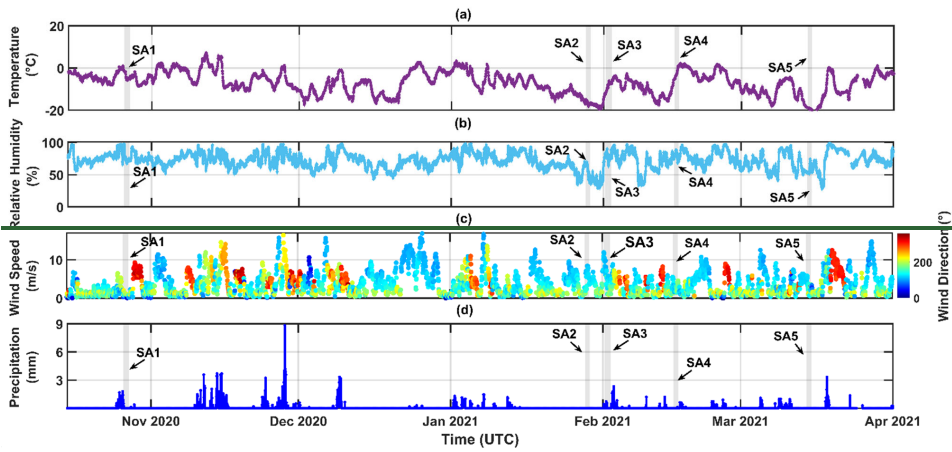 (a)
20
0
-20
Temperature
(°C)
SA1
SA2
SA3
SA4
SA5
(b)
100
50
0
Relative Humidity
(%)
SA1
SA2
SA3
SA4
SA5
(c)
10
0
Wind Speed
(m/s)
SA1
SA2
SA3
SA4
SA5
200
0
Wind Direction (°)
(d)
9
6
3
Precipitation
(mm)
SA1
SA2
SA3
SA4
SA5
Nov 2020 Dec 2020 Jan 2021 Feb 2021 Mar 2021 Apr 2021
Time (UTC)